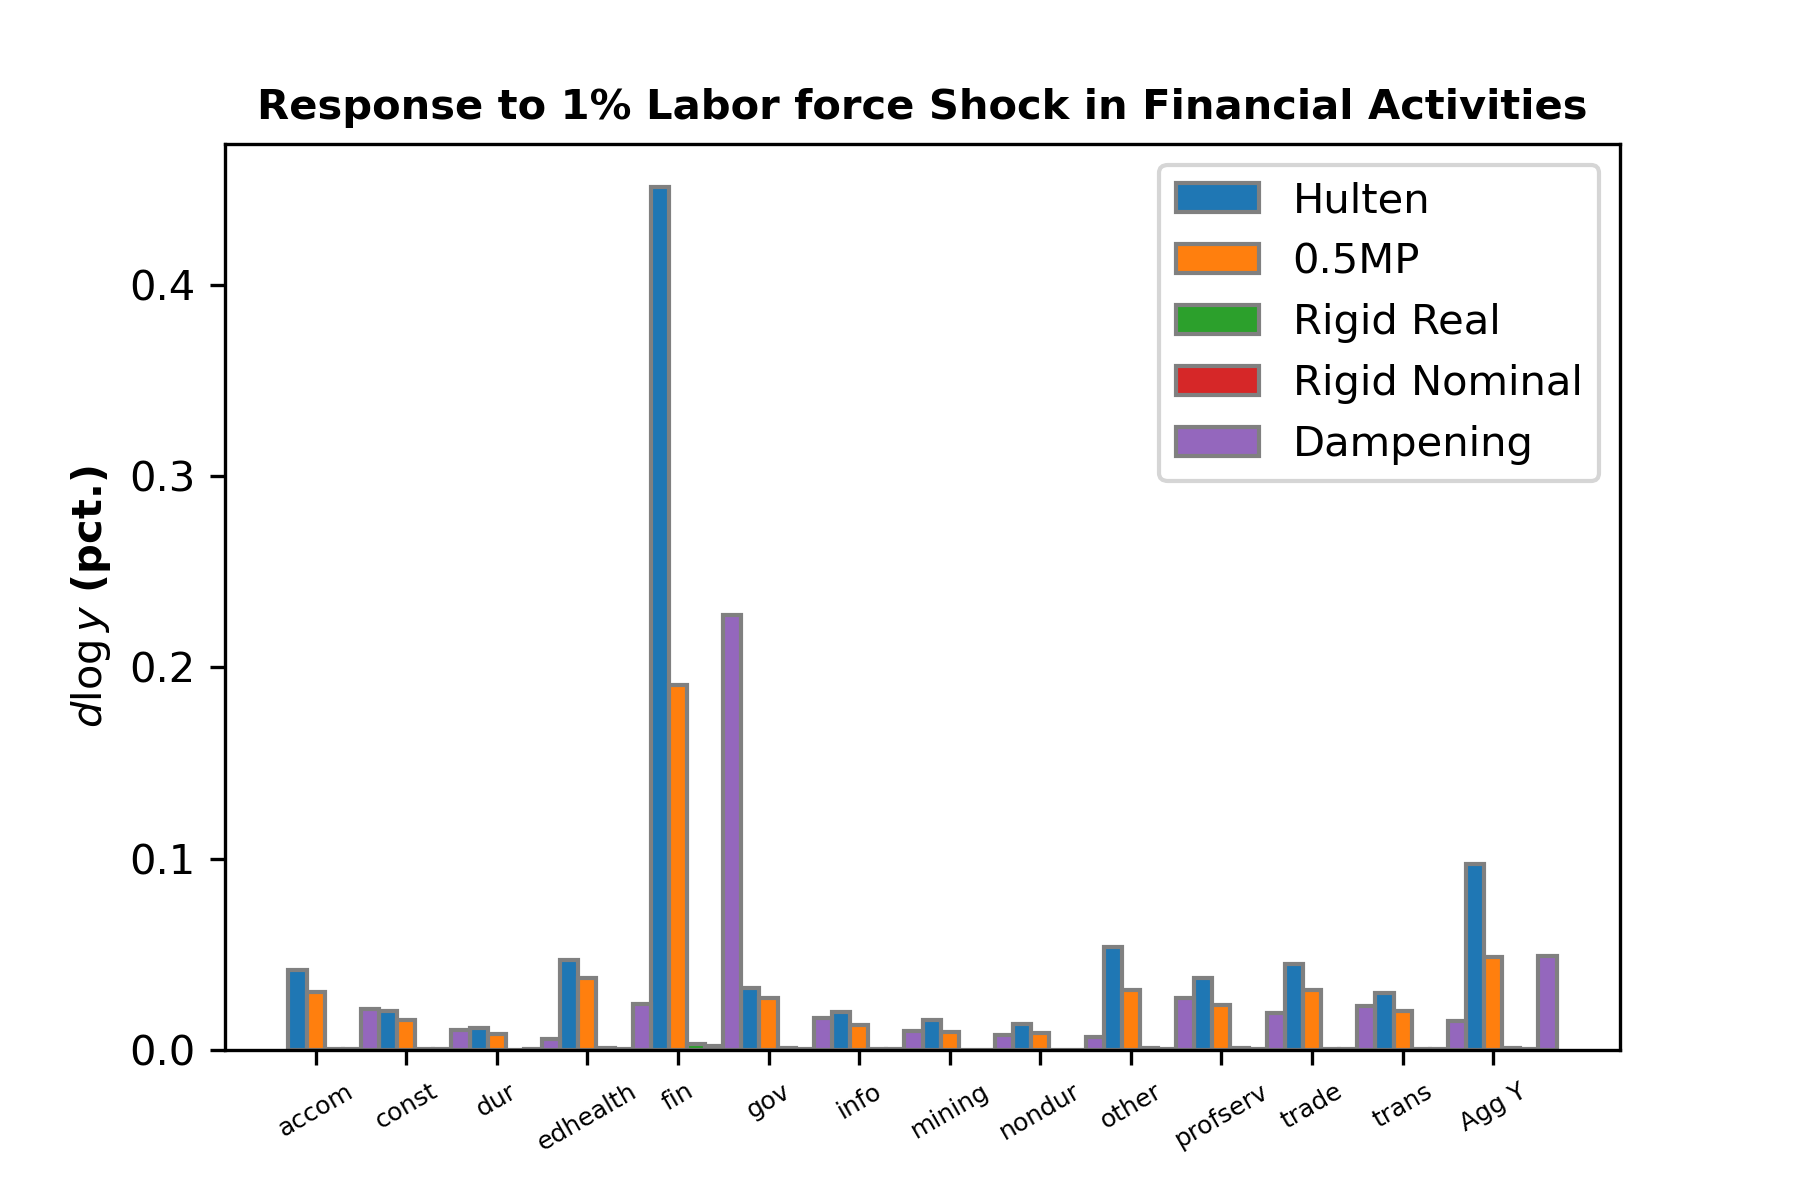 Response to 1% Labor force Shock in Financial Activities
Hulten
0.5MP
Rigid Real
Rigid Nominal
Dampening
dlog y (pct.)
0.4
0.3
0.2
0.1
0.0
accom
const
dur
edhealth
fin
gov
info
mining
nondur
other
profserv
trade
trans
Agg Y